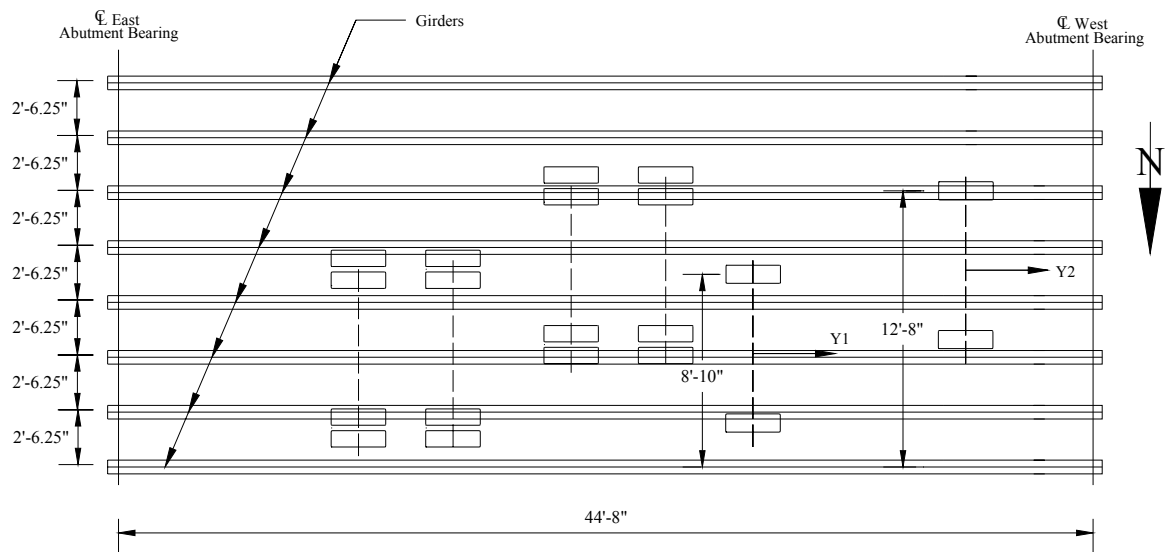 ℄ East
Abutment Bearing
Girders
℄ West
Abutment Bearing
2'-6.25"
2'-6.25"
2'-6.25"
2'-6.25"
2'-6.25"
2'-6.25"
2'-6.25"
N
Y2
12'-8"
Y1
8'-10"
44'-8"